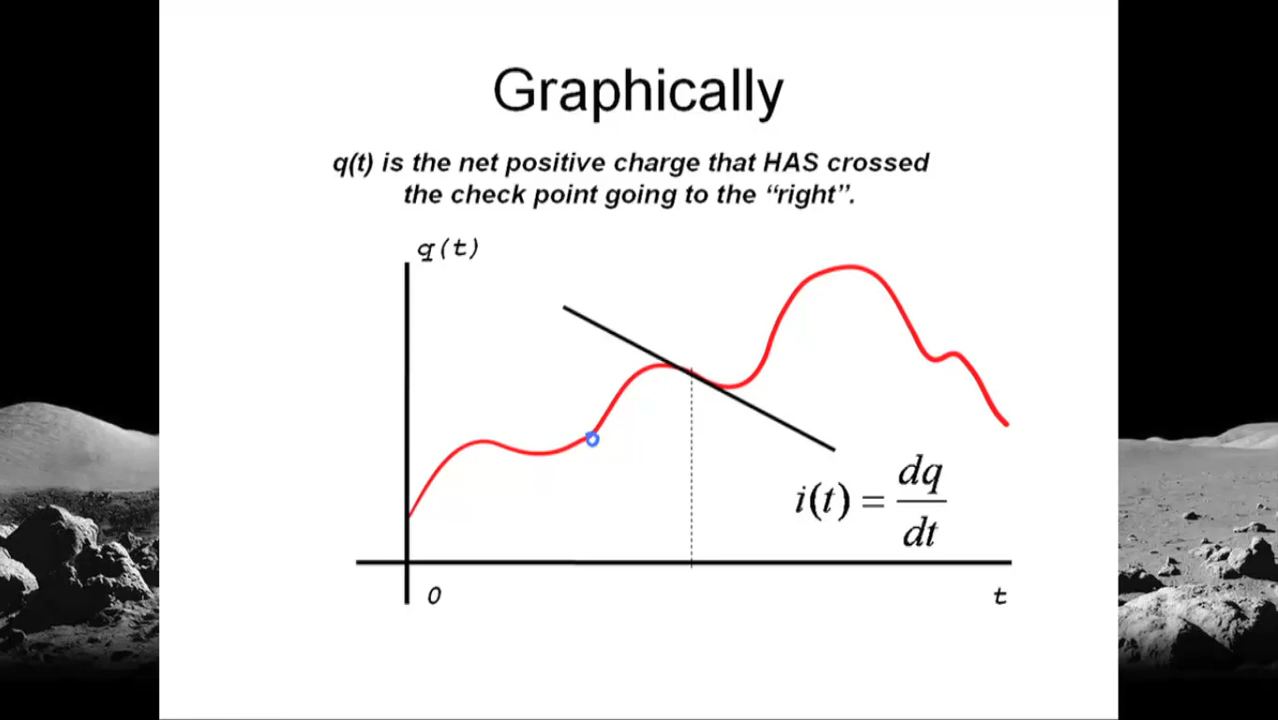 Graphically
q(t) is the net positive charge that HAS crossed
the check point going to the “right”.
q(t)
i(t) = dq/dt
0
t